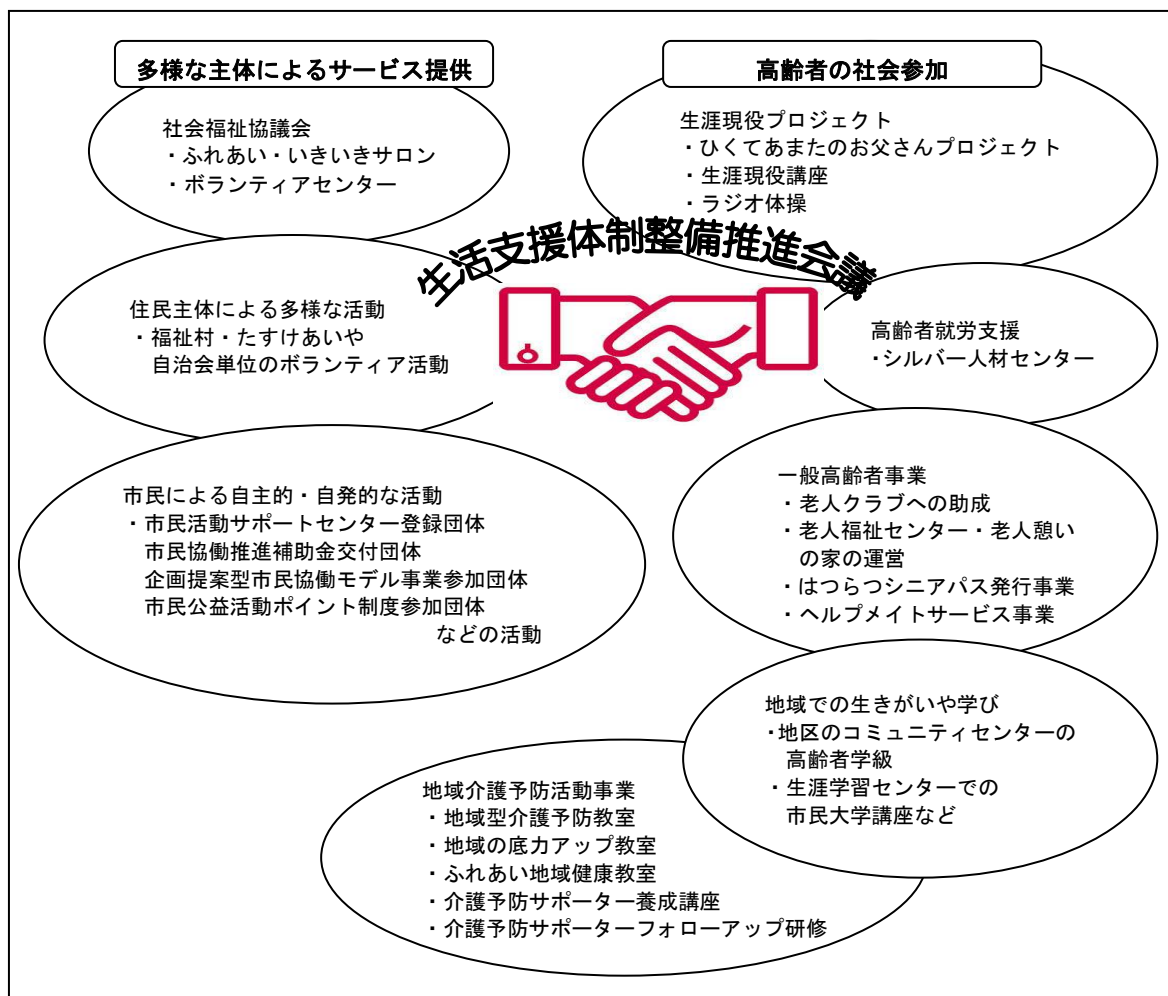 多様な主体によるサービス提供
社会福祉協議会
・ふれあい・いきいきサロン
・ボランティアセンター
住民主体による多様な活動
・福祉村・たすけあいや
自治会単位のボランティア活動
市民による自主的・自発的な活動
・市民活動サポートセンター登録団体
市民協働推進補助金交付団体
企画提案型市民協働モデル事業参加団体
市民公益活動ポイント制度参加団体
などの活動
生活支援体制整備推進会議
高齢者の社会参加
生涯現役プロジェクト
・ひくてあまたのお父さんプロジェクト
・生涯現役講座
・ラジオ体操
高齢者就労支援
・シルバー人材センター
一般高齢者事業
・老人クラブへの助成
・老人福祉センター・老人憩い
の家の運営
・はつらつシニアパス発行事業
・ヘルプメイトサービス事業
地域での生きがいや学び
・地区のコミュニティセンターの
高齢者学級
・生涯学習センターでの
市民大学講座など
地域介護予防活動事業
・地域型介護予防教室
・地域の底力アップ教室
・ふれあい地域健康教室
・介護予防サポーター養成講座
・介護予防サポーターフォローアップ研修